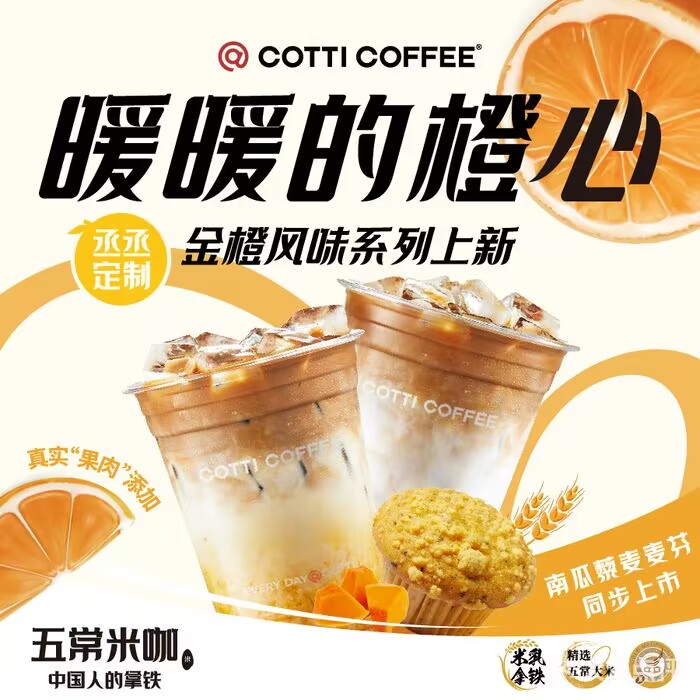 @ COTTI COFFEE®
暖暖的橙心
丞丞
定制
金橙风味系列上新
COTTI COFFEE
COTTI COFFEE
真实“果肉”添加
EVERY DAY @
南瓜藜麦麦芬
同步上市
五常米咖
米
中国人的拿铁
米乳
拿铁
精选
五常大米